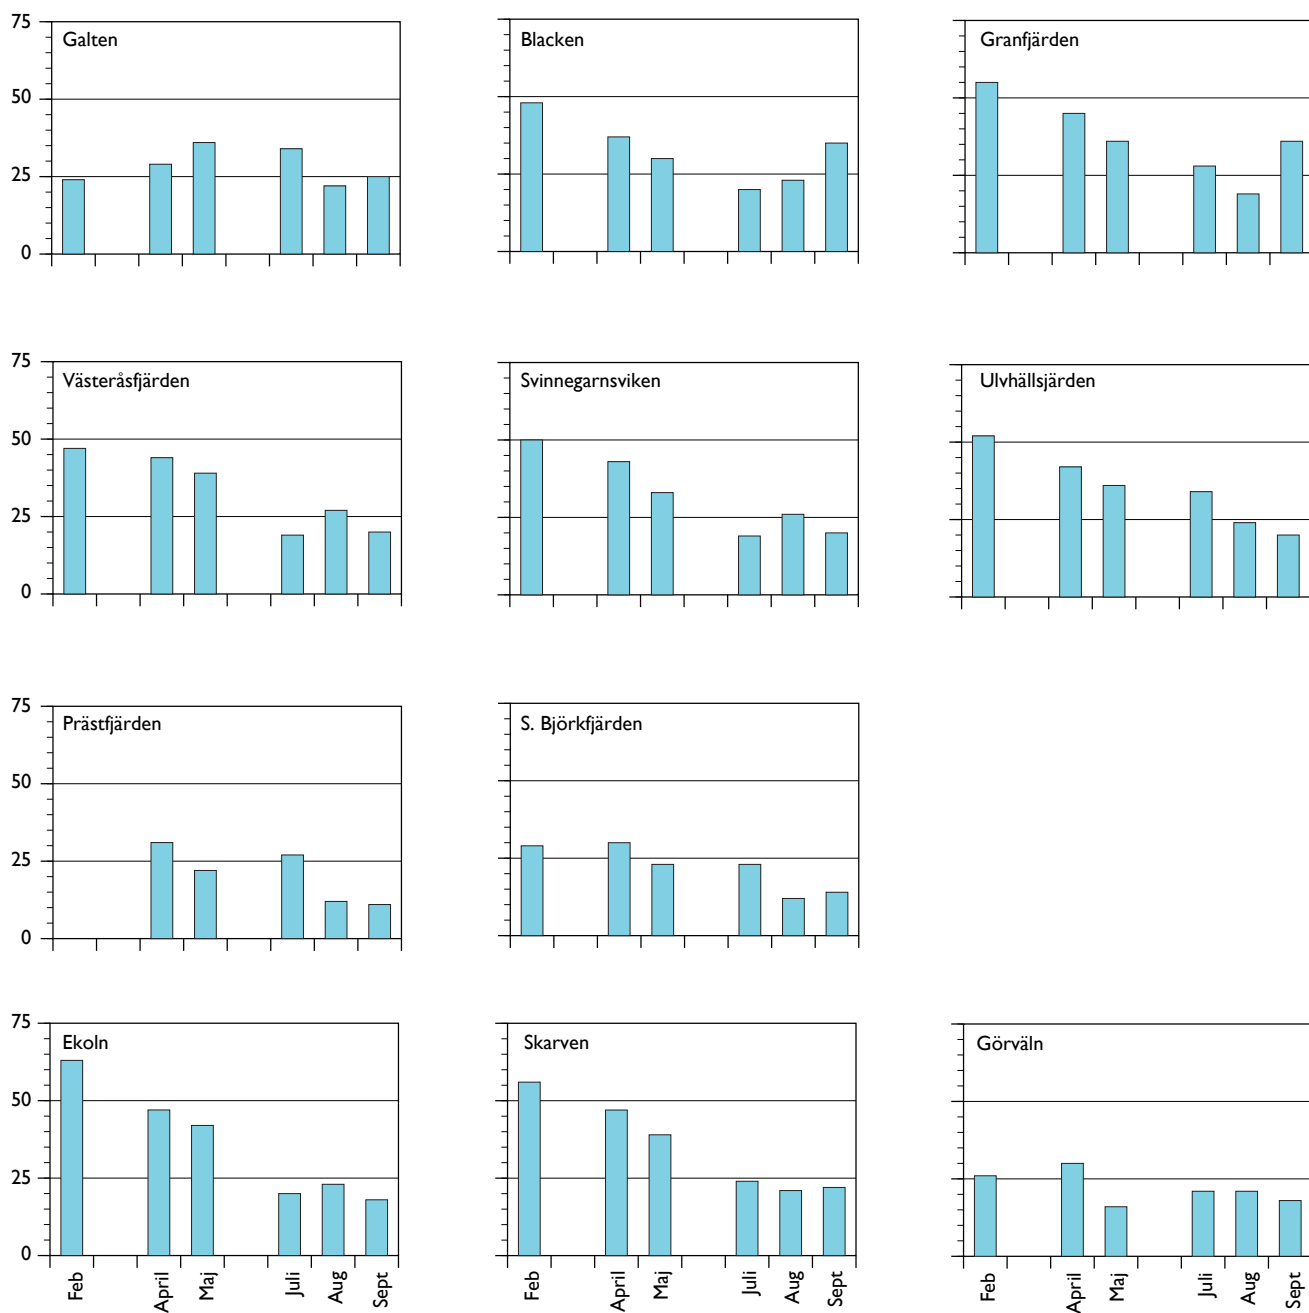 75
50
25
0
Galten
Blacken
Granfjärden
75
50
25
0
Västeråsfjärden
Svinnegarnsviken
Ulvhällsjärden
75
50
25
0
Prästfjärden
S. Björkfjärden
75
50
25
0
Ekoln
Skarven
Görväln
Feb April Maj Juli Aug Sept
Feb April Maj Juli Aug Sept
Feb April Maj Juli Aug Sept